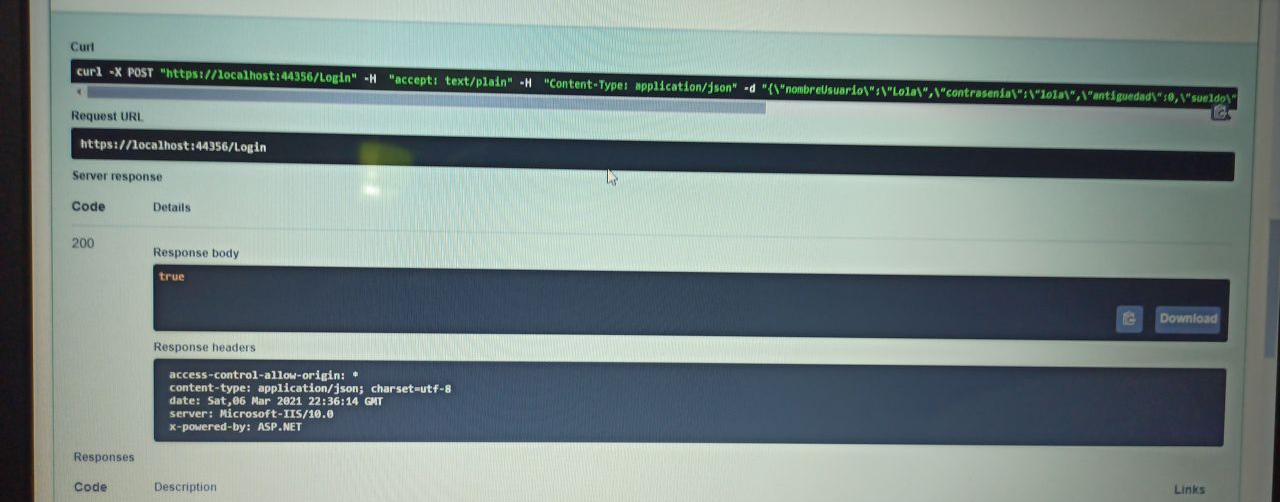 Curl
curl -X POST "https://localhost:44356/Login" -H  "accept: text/plain" -H  "Content-Type: application/json" -d "{\"nombreUsuario\":\"Lola\",\"contrasenia\":\"lola\",\"antiguedad\":0,\"sueldo\"
Request URL
https://localhost:44356/Login
Server response
Code Details
200
Response body
true
Download
Response headers
access-control-allow-origin: *
content-type: application/json; charset=utf-8
date: Sat,06 Mar 2021 22:36:14 GMT
server: Microsoft-IIS/10.0
x-powered-by: ASP.NET
Responses
Code Description Links